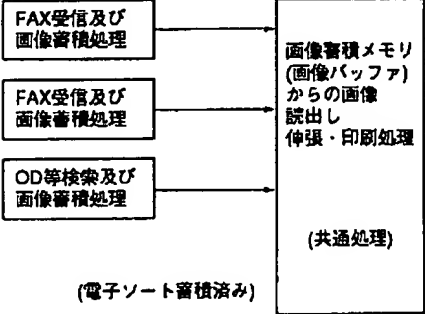 FAX受信及び
画像蓄積処理
FAX受信及び
画像蓄積処理
OD等検索及び
画像蓄積処理
画像蓄積メモリ
(画像バッファ)
からの画像
読出し
伸張・印刷処理
(共通処理)
(電子ソート蓄積済み)